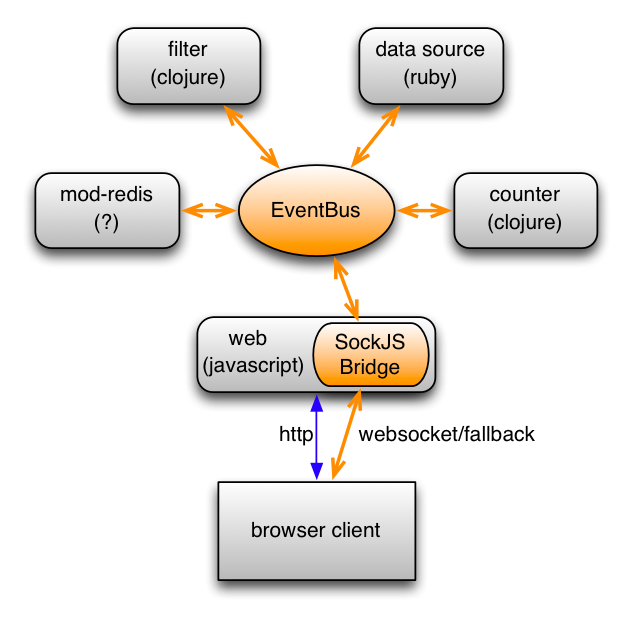 filter
(clojure)
data source
(ruby)
mod-redis
(?)
EventBus
counter
(clojure)
web
(javascript)
SockJS
Bridge
http
websocket/fallback
browser client